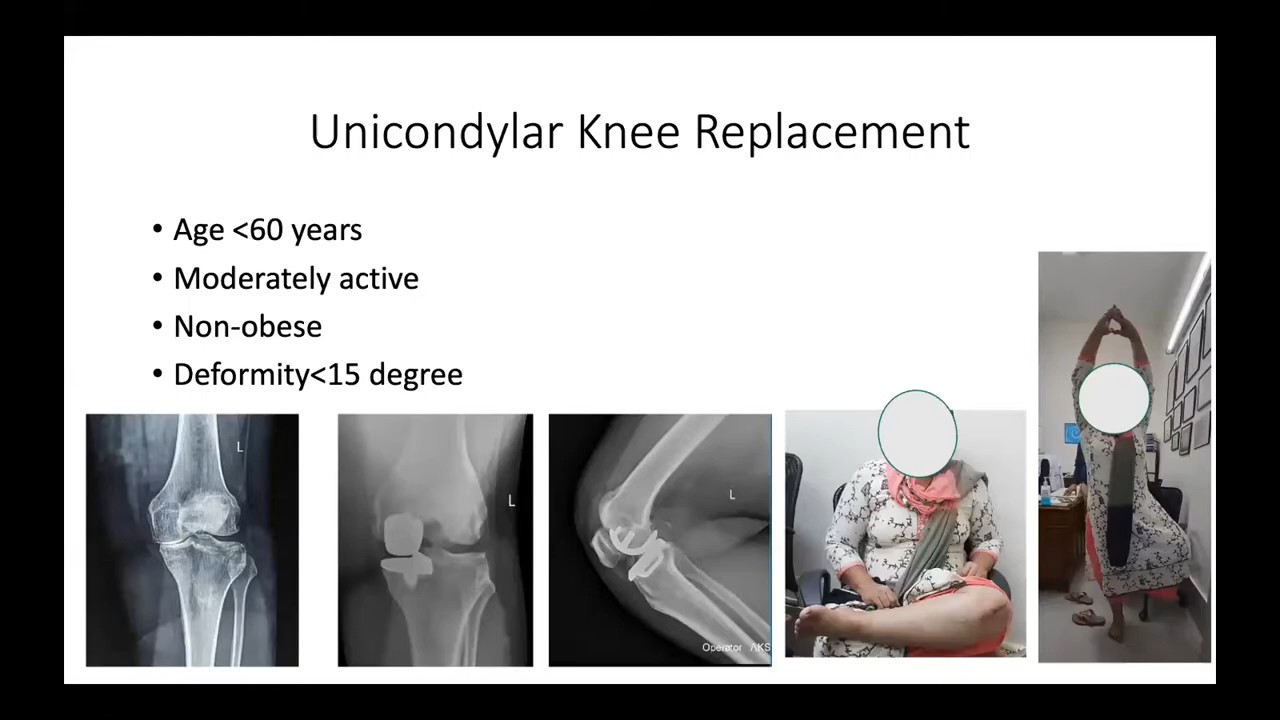 Unicondylar Knee Replacement
• Age <60 years
• Moderately active
• Non-obese
• Deformity<15 degree
L
L
L
Operator AKS